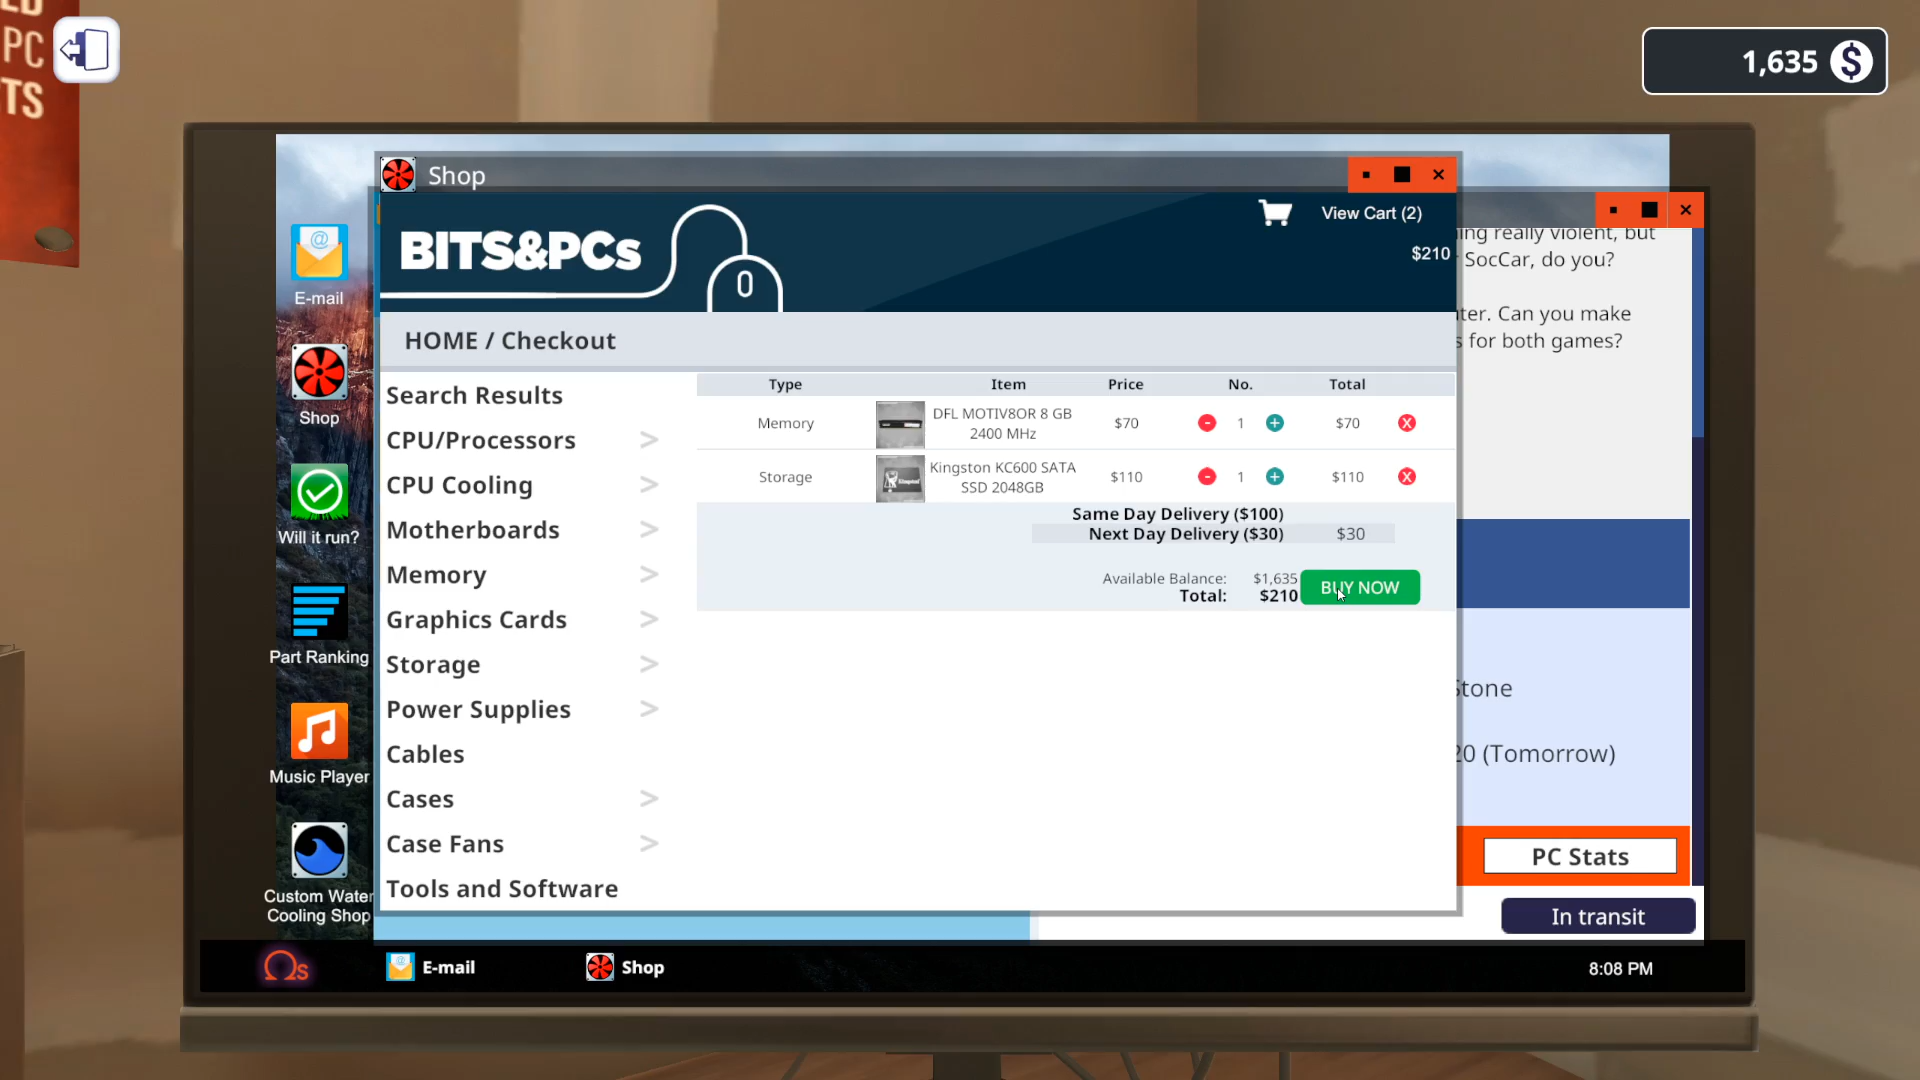 PC
TS
1,635 $
Shop
BITS&PCs
View Cart (2)
$210
HOME / Checkout
Search Results
CPU/Processors >
CPU Cooling >
Motherboards >
Memory >
Graphics Cards >
Storage >
Power Supplies >
Cables
Cases >
Case Fans >
Tools and Software
Type Item Price No. Total
Memory DFL MOTIV8OR 8 GB $70 - 1 + $70 X
2400 MHz
Storage Kingston KC600 SATA $110 - 1 + $110 X
SSD 2048GB
Same Day Delivery ($100)
Next Day Delivery ($30) $30
Available Balance: $1,635
Total: $210
BUY NOW
ing really violent, but
SocCar, do you?
ter. Can you make
s for both games?
Stone
20 (Tomorrow)
PC Stats
In transit
E-mail
Shop
Will it run?
Part Ranking
Music Player
Custom Water
Cooling Shop
Ωs
E-mail
Shop
8:08 PM